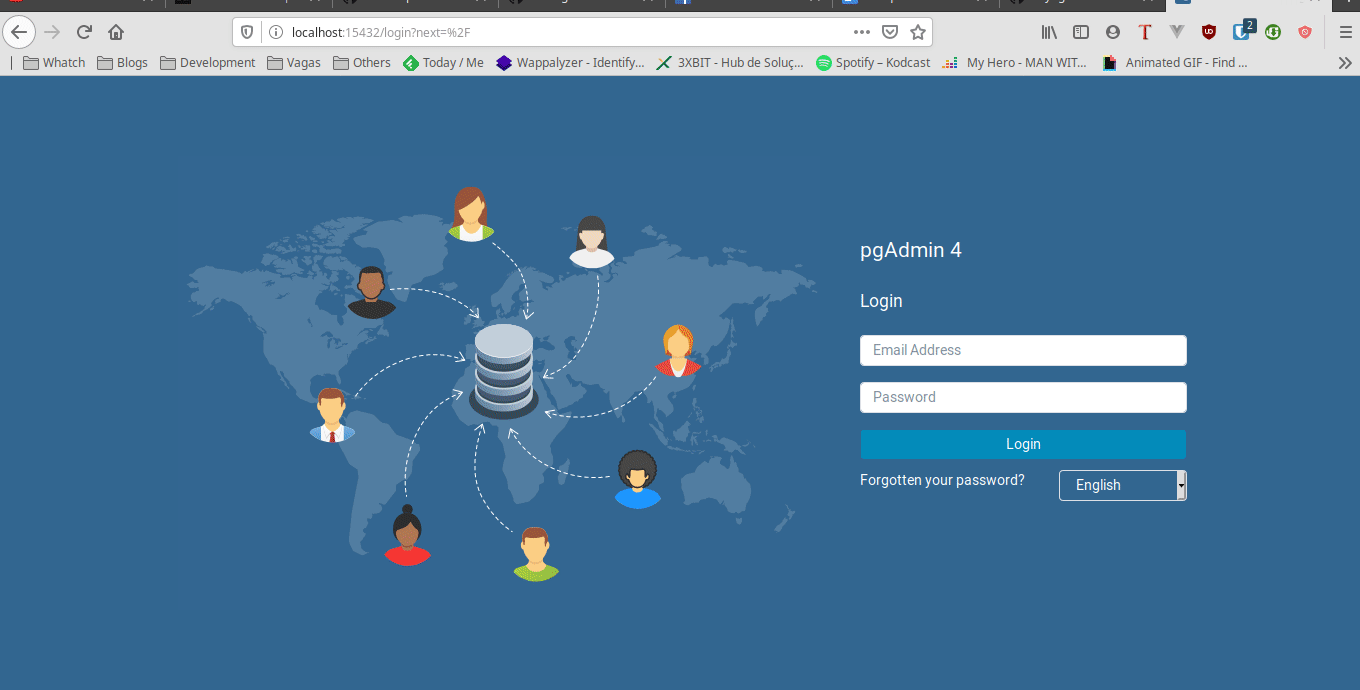 localhost:15432/login?next=%2F
2
Whatch Blogs Development Vagas Others Today / Me Wappalyzer - Identify... 3XBIT - Hub de Soluç... Spotify – Kodcast My Hero - MAN WIT... Animated GIF - Find ...
pgAdmin 4
Login
Email Address
Password
Login
Forgotten your password? English